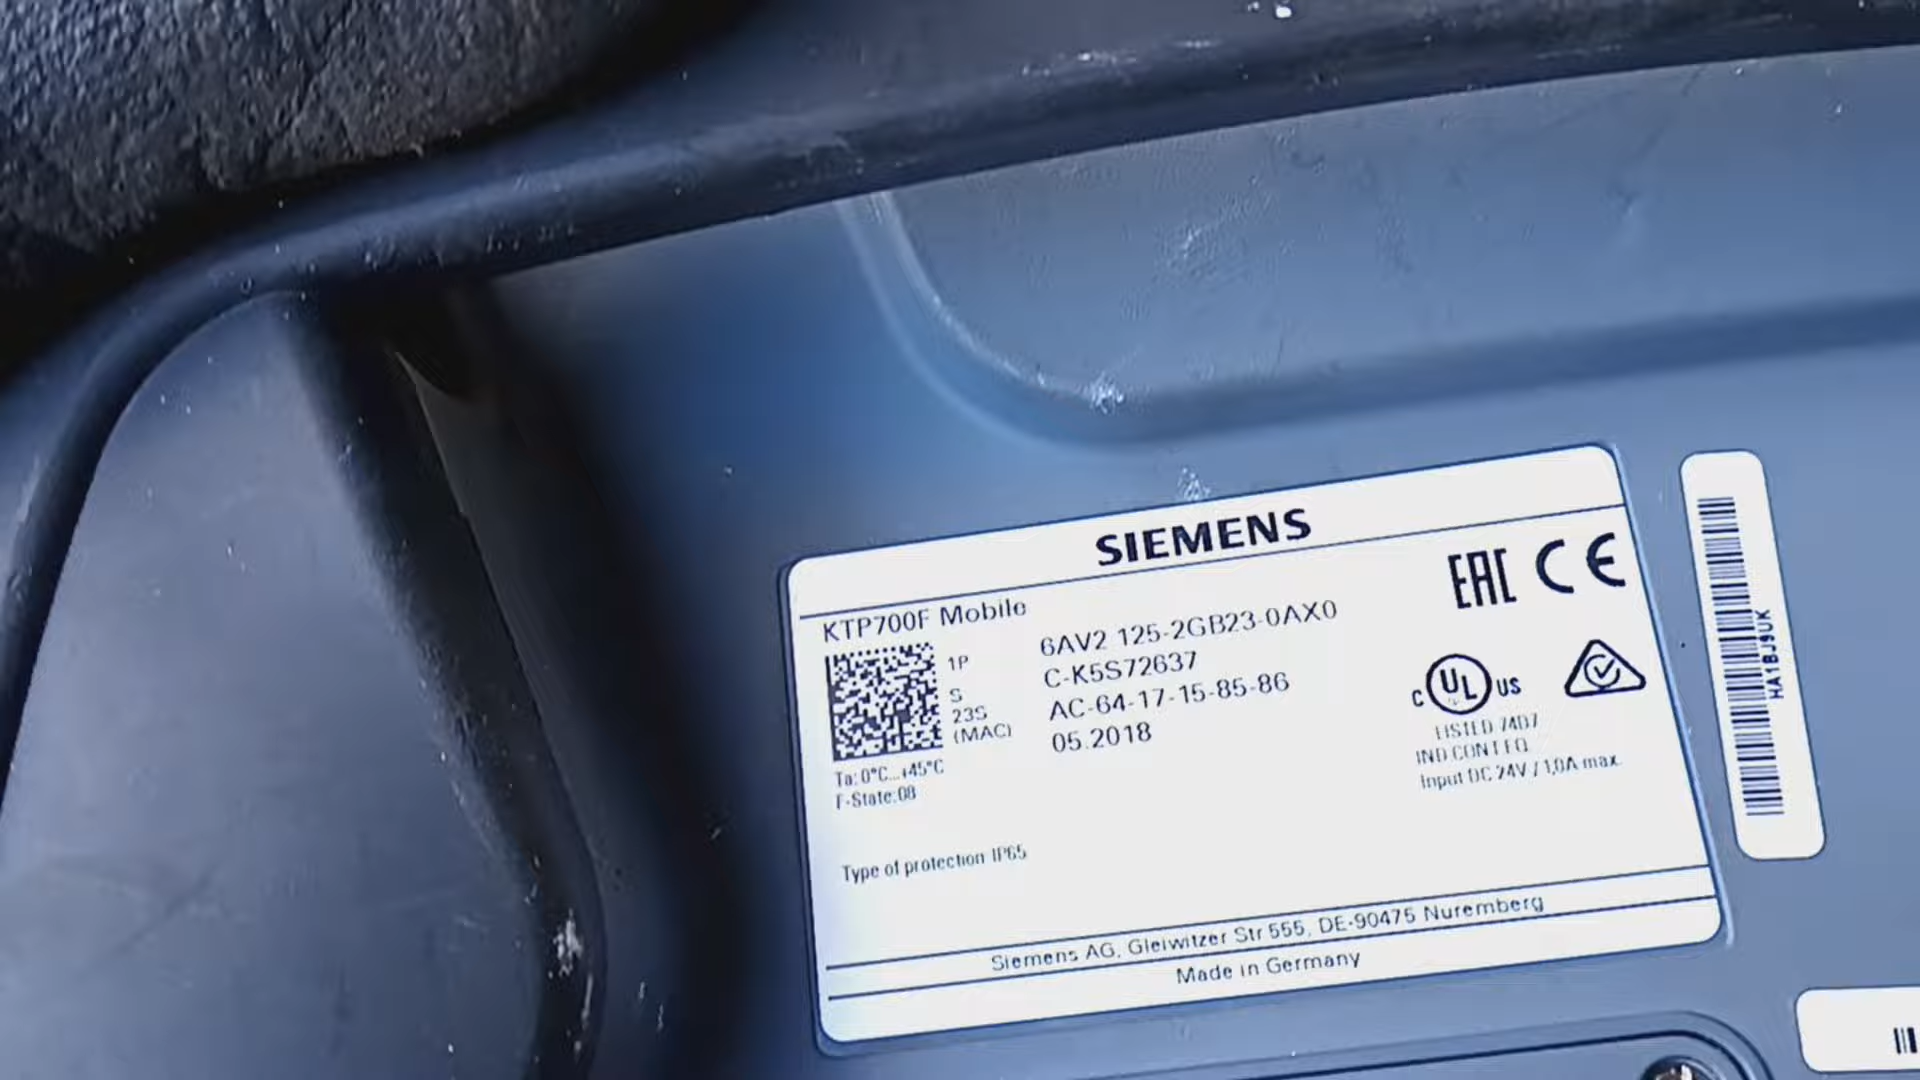 SIEMENS
KTP700F Mobile
EAC CE
1P 6AV2 125-2GB23-0AX0
S C-K5S72637
23S AC-64-17-15-85-86
(MAC) 05.2018
C UL US
LISTED 74D7
IND.CONT.EQ.
Input DC 24V / 1,0A max.
Ta: 0°C...+45°C
F-State:08
Type of protection IP65
Siemens AG, Gleiwitzer Str 555, DE-90475 Nuremberg
Made in Germany
HA1BJ9UK